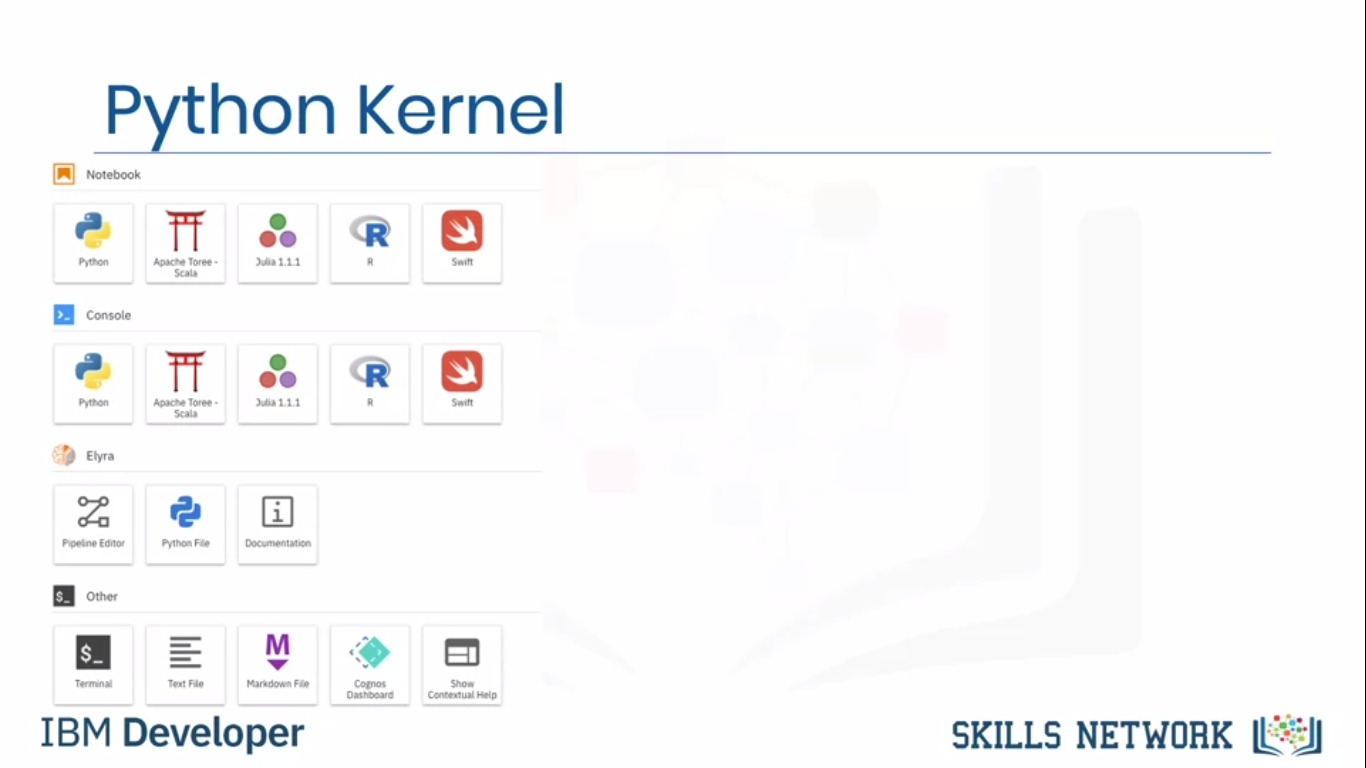 Python Kernel
Notebook
Python
Apache Toree -
Scala
Julia 1.1.1
R
Swift
Console
Python
Apache Toree -
Scala
Julia 1.1.1
R
Swift
Elyra
Pipeline Editor
Python File
Documentation
$_ Other
$_
Terminal
Text File
M
Markdown File
Cognos
Dashboard
Show
Contextual Help
IBM Developer
SKILLS NETWORK